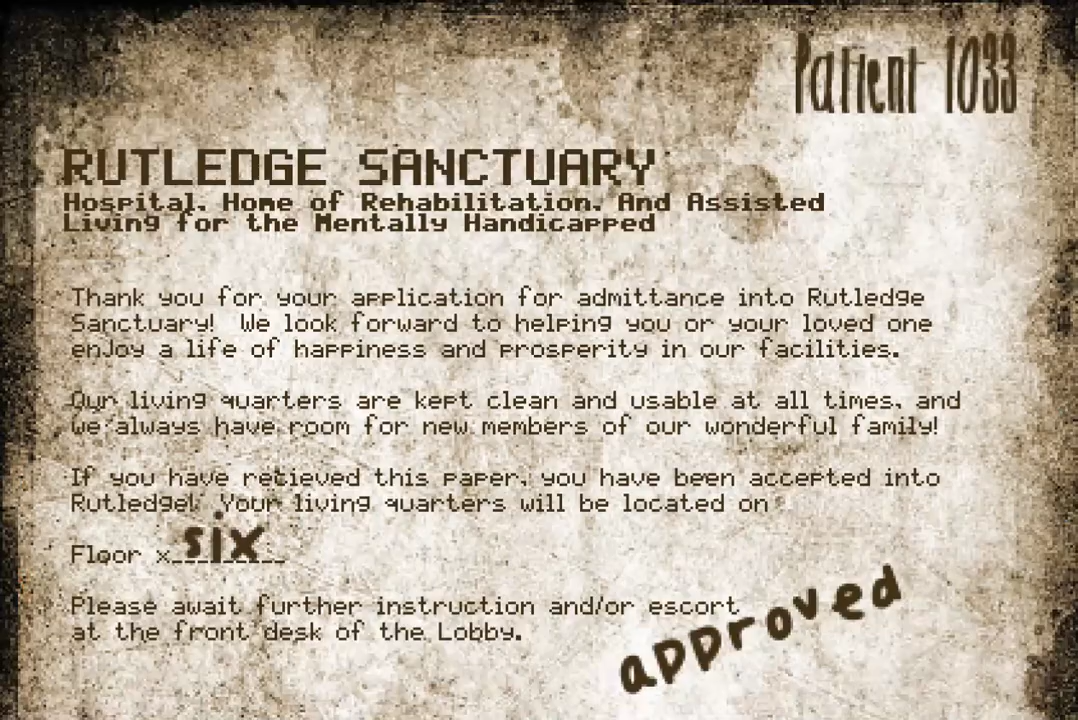 Patient 1033
RUTLEDGE SANCTUARY
Hospital, Home of Rehabilitation, And Assisted
Living for the Mentally Handicapped
Thank you for your application for admittance into Rutledge
Sanctuary! We look forward to helping you or your loved one
enjoy a life of happiness and prosperity in our facilities.
Our living quarters are kept clean and usable at all times, and
we always have room for new members of our wonderful family!
If you have retieved this paper, you have been accepted into
Rutledge! Your living quarters will be located on
Floor x six
Please await further instruction and/or escort
at the front desk of the Lobby.
approved